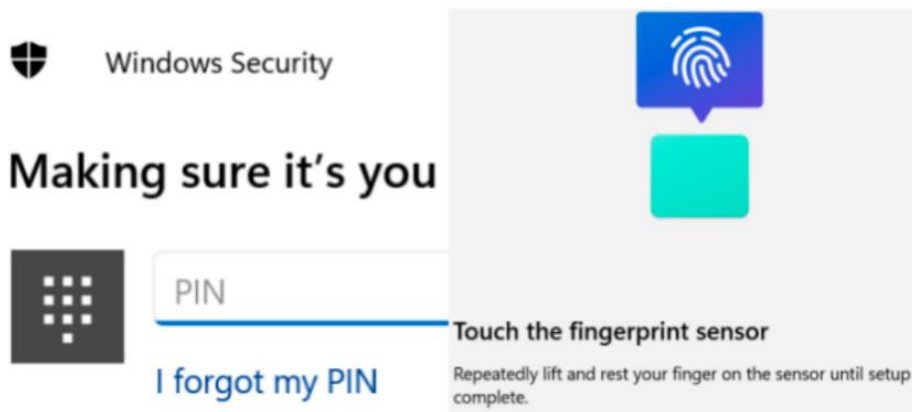 Windows Security
Making sure it's you
PIN
I forgot my PIN
Touch the fingerprint sensor
Repeatedly lift and rest your finger on the sensor until setup
complete.